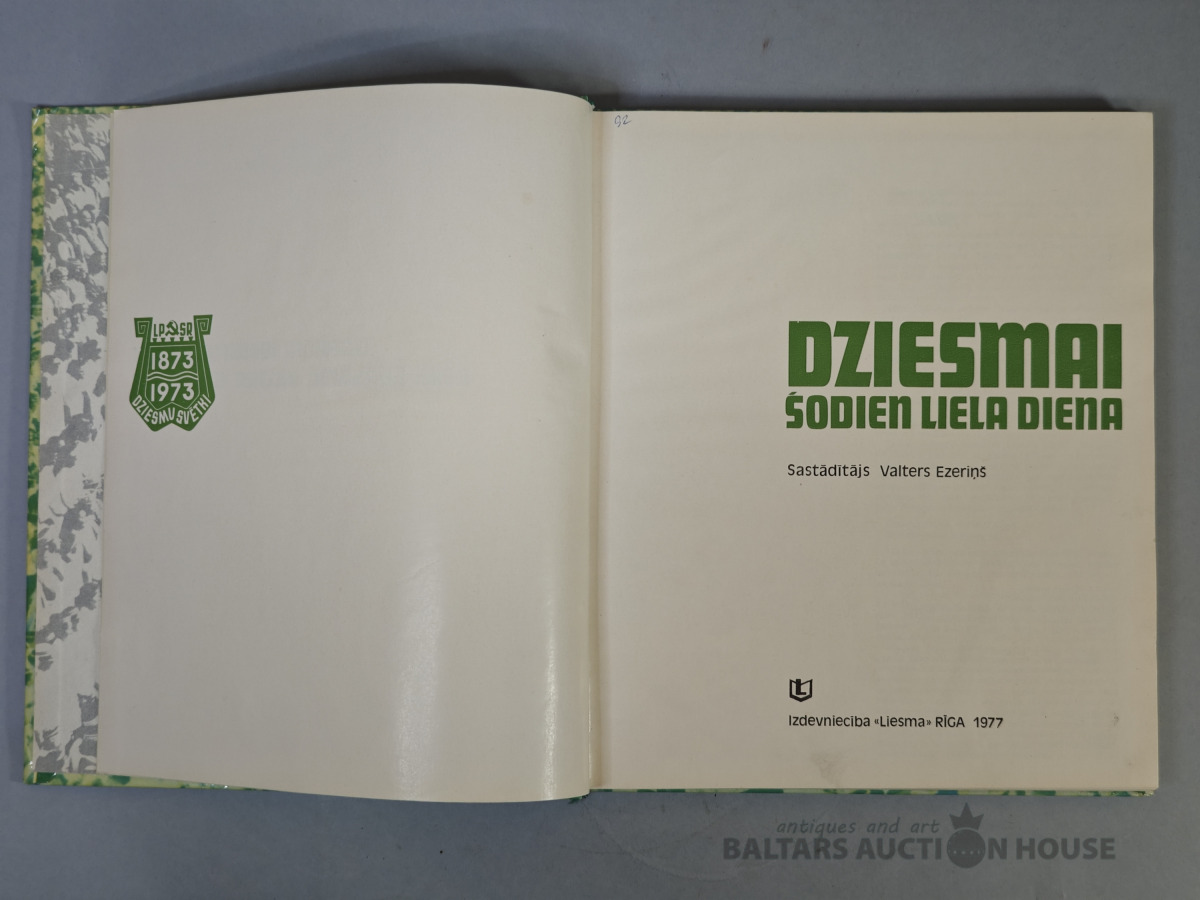 LPSR
1873
1973
DZIESMU SVĒTKI
92
DZIESMAI
ŠODIEN LIELA DIENA
Sastādītājs Valters Ezeriņš
L
Izdevniecība «Liesma» RĪGA 1977
antiques and art
BALTARS AUCTION HOUSE